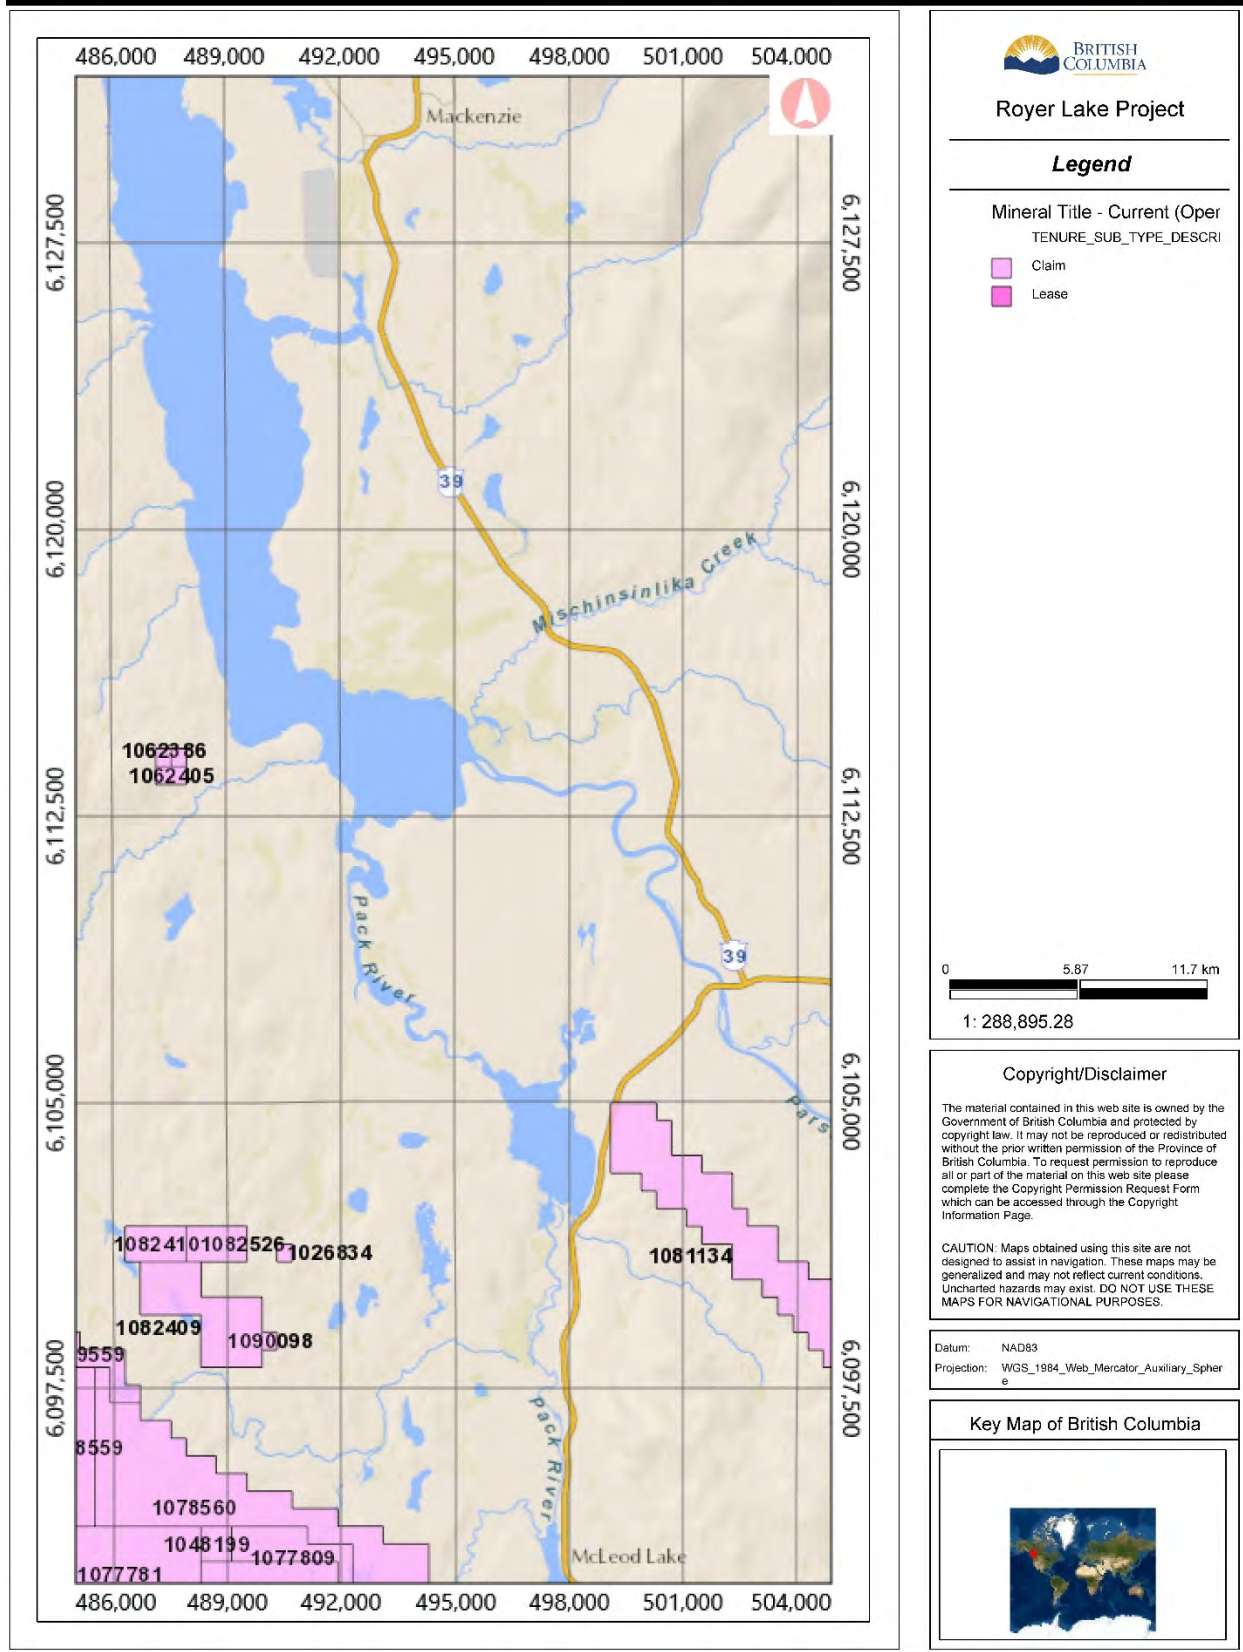 486,000 489,000 492,000 495,000 498,000 501,000 504,000
Mackenzie
6,127,500
6,127,500
39
6,120,000
6,120,000
Mischinsinlika Creek
1062386
1062405
6,112,500
6,112,500
Pack River
39
6,105,000
6,105,000
Pars
1082410 1082526 1026834
1081134
1082409
1090098
9559
6,097,500
6,097,500
8559
Pack River
1078560
1048199
1077809
McLeod Lake
1077781
486,000 489,000 492,000 495,000 498,000 501,000 504,000
BRITISH
COLUMBIA
Royer Lake Project
Legend
Mineral Title - Current (Oper
TENURE_SUB_TYPE_DESCRI
Claim
Lease
0 5.87 11.7 km
1: 288,895.28
Copyright/Disclaimer
The material contained in this web site is owned by the
Government of British Columbia and protected by
copyright law. It may not be reproduced or redistributed
without the prior written permission of the Province of
British Columbia. To request permission to reproduce
all or part of the material on this web site please
complete the Copyright Permission Request Form
which can be accessed through the Copyright
Information Page.
CAUTION: Maps obtained using this site are not
designed to assist in navigation. These maps may be
generalized and may not reflect current conditions.
Uncharted hazards may exist. DO NOT USE THESE
MAPS FOR NAVIGATIONAL PURPOSES.
Datum: NAD83
Projection: WGS_1984_Web_Mercator_Auxiliary_Spher
e
Key Map of British Columbia